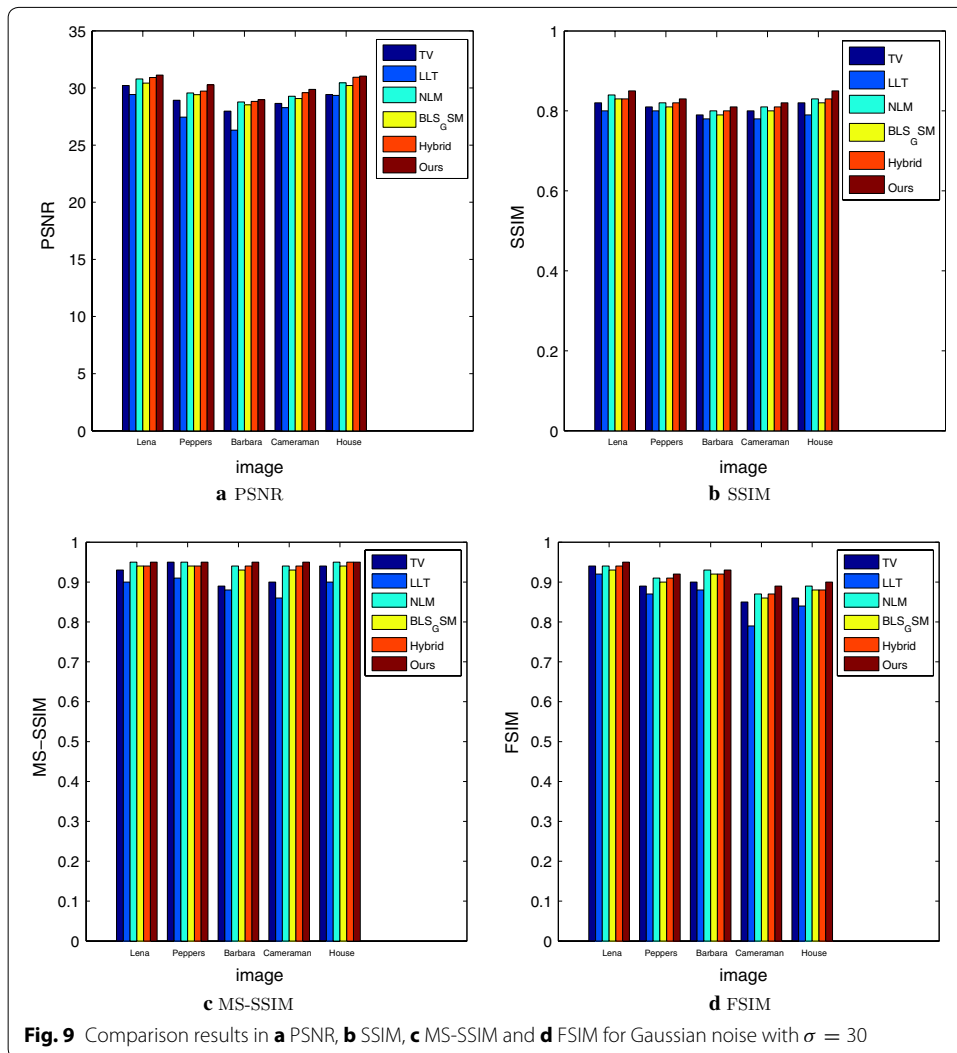 35
30
25
20
15
10
5
0
PSNR
Lena Peppers Barbara Cameraman House
image
TV
LLT
NLM
BLS_GSM
Hybrid
Ours
a PSNR
1
0.8
0.6
0.4
0.2
0
SSIM
Lena Peppers Barbara Cameraman House
image
TV
LLT
NLM
BLS_GSM
Hybrid
Ours
b SSIM
1
0.9
0.8
0.7
0.6
0.5
0.4
0.3
0.2
0.1
0
MS−SSIM
Lena Peppers Barbara Cameraman House
image
TV
LLT
NLM
BLS_GSM
Hybrid
Ours
c MS-SSIM
1
0.9
0.8
0.7
0.6
0.5
0.4
0.3
0.2
0.1
0
FSIM
Lena Peppers Barbara Cameraman House
image
TV
LLT
NLM
BLS_GSM
Hybrid
Ours
d FSIM
Fig. 9 Comparison results in a PSNR, b SSIM, c MS-SSIM and d FSIM for Gaussian noise with σ = 30